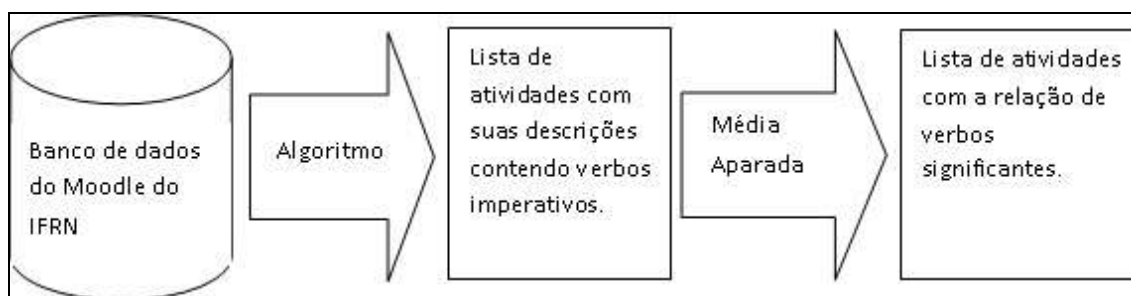 Banco de dados
do Moodle do
IFRN
Algoritmo
Lista de
atividades com
suas descrições
contendo verbos
imperativos.
Média
Aparada
Lista de atividades
com a relação de
verbos
significantes.